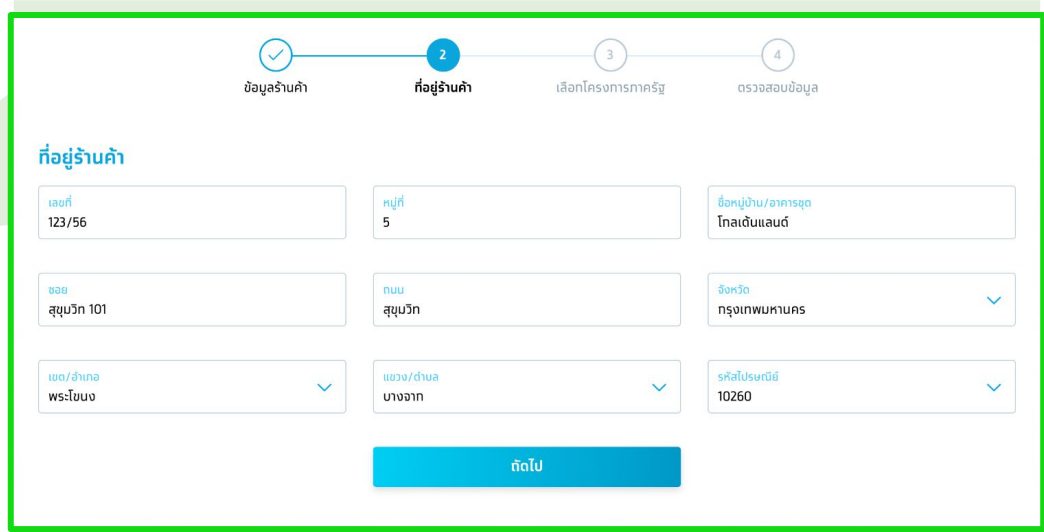 2 3 4
ข้อมูลร้านค้า ที่อยู่ร้านค้า เลือกโครงการภาครัฐ ตรวจสอบข้อมูล
ที่อยู่ร้านค้า
เลขที่ หมู่ที่ ชื่อหมู่บ้าน/อาคารชุด
123/56 5 โกลเด้นแลนด์
ซอย ถนน จังหวัด
สุขุมวิท 101 สุขุมวิท กรุงเทพมหานคร
เขต/อำเภอ แขวง/ตำบล รหัสไปรษณีย์
พระโขนง บางจาก 10260
ถัดไป